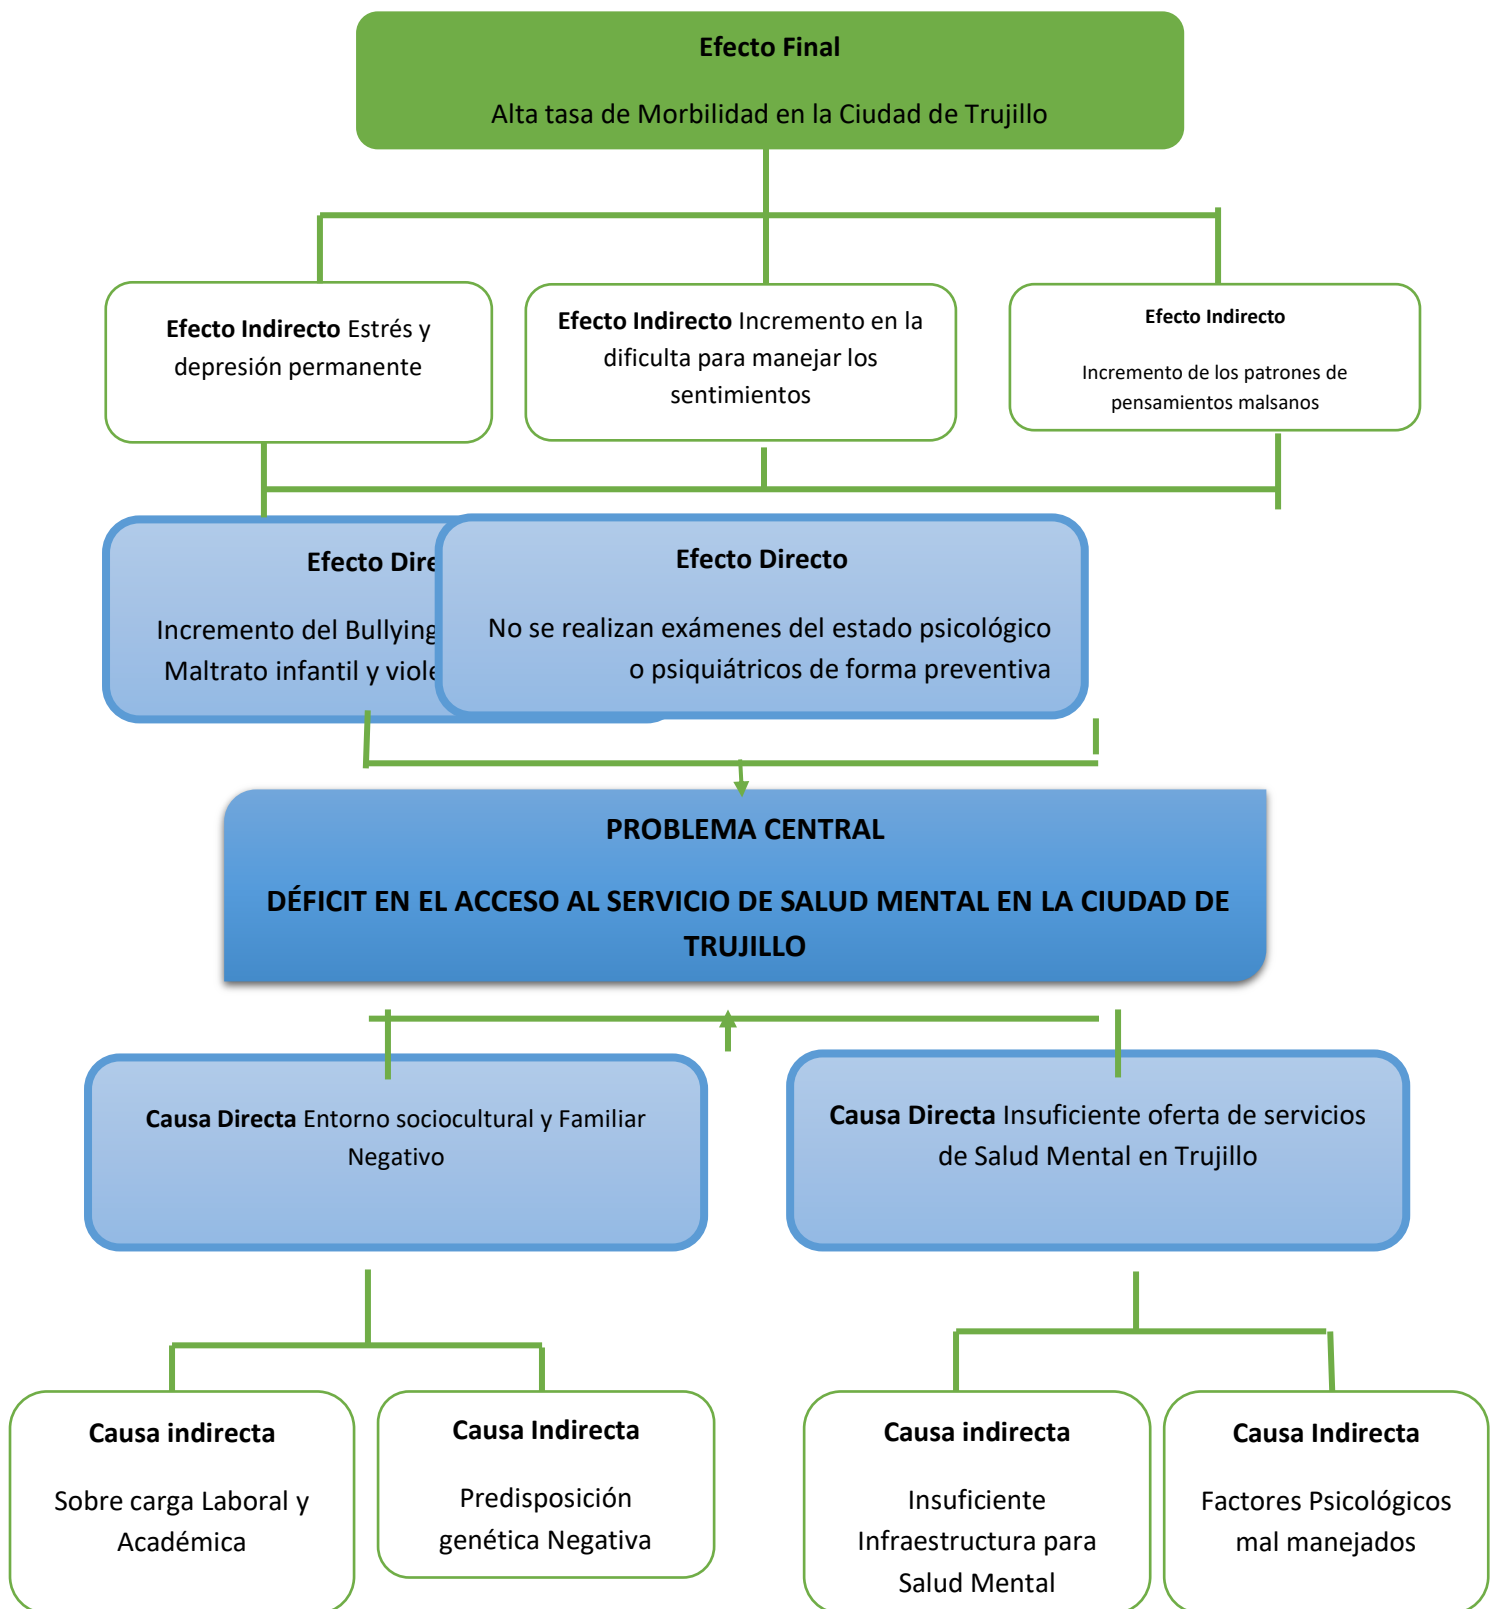 Efecto Final
Alta tasa de Morbilidad en la Ciudad de Trujillo
Efecto Indirecto Estrés y
depresión permanente
Efecto Indirecto Incremento en la
dificulta para manejar los
sentimientos
Efecto Indirecto
Incremento de los patrones de
pensamientos malsanos
Efecto
Incremento del Bullying
Maltrato infantil y
Efecto Directo
No se realizan exámenes del estado psicológico
o psiquiátricos de forma preventiva
PROBLEMA CENTRAL
DÉFICIT EN EL ACCESO AL SERVICIO DE SALUD MENTAL EN LA CIUDAD DE
TRUJILLO
Causa Directa Entorno sociocultural y Familiar
Negativo
Causa Directa Insuficiente oferta de servicios
de Salud Mental en Trujillo
Causa indirecta
Sobre carga Laboral y
Académica
Causa Indirecta
Predisposición
genética Negativa
Causa indirecta
Insuficiente
Infraestructura para
Salud Mental
Causa Indirecta
Factores Psicológicos
mal manejados